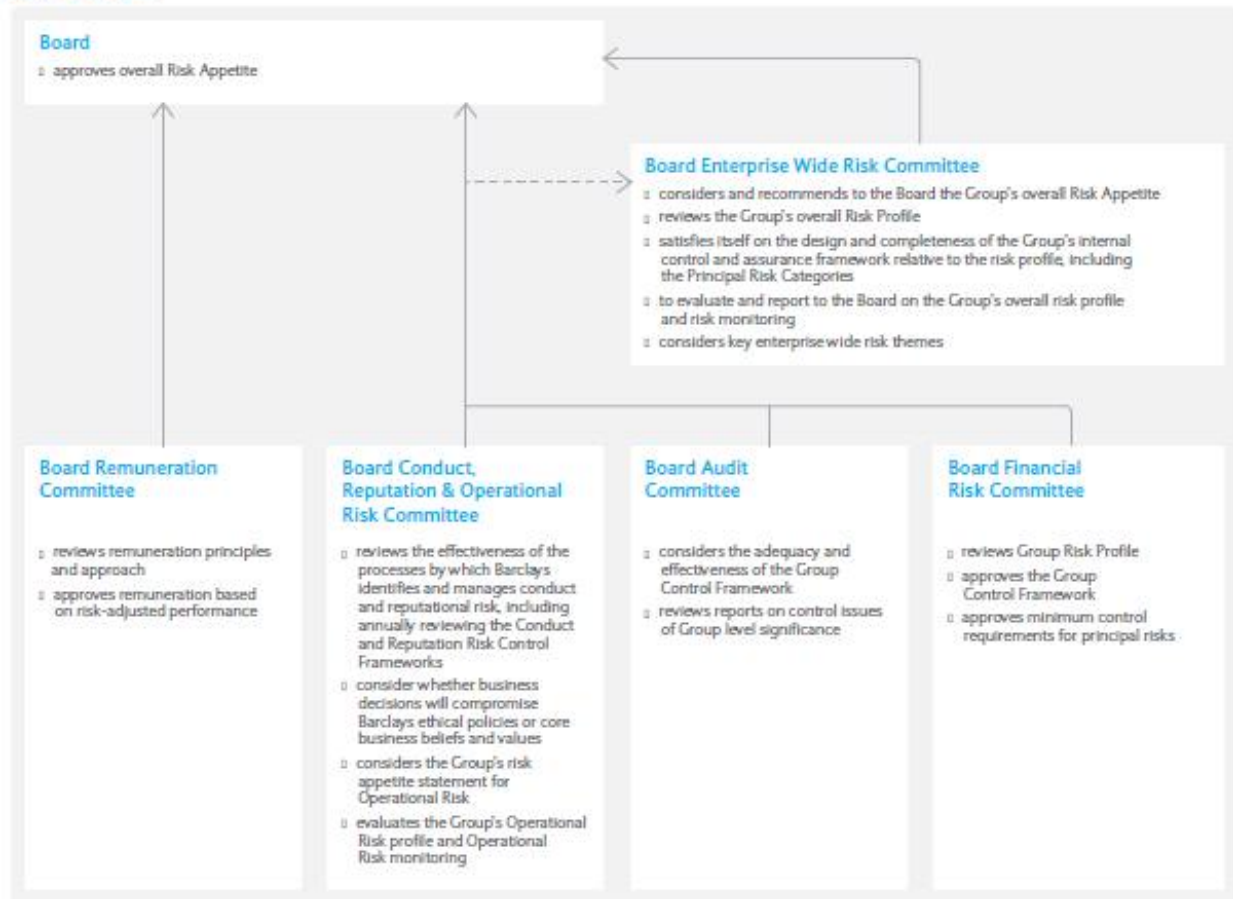 Board
▯ approves overall Risk Appetite
Board Enterprise Wide Risk Committee
▯ considers and recommends to the Board the Group's overall Risk Appetite
▯ reviews the Group's overall Risk Profile
▯ satisfies itself on the design and completeness of the Group's internal
control and assurance framework relative to the risk profile, including
the Principal Risk Categories
▯ to evaluate and report to the Board on the Group's overall risk profile
and risk monitoring
▯ considers key enterprise wide risk themes
Board Remuneration
Committee
▯ reviews remuneration principles
and approach
▯ approves remuneration based
on risk-adjusted performance
Board Conduct,
Reputation & Operational
Risk Committee
▯ reviews the effectiveness of the
processes by which Barclays
identifies and manages conduct
and reputational risk, including
annually reviewing the Conduct
and Reputation Risk Control
Frameworks
▯ consider whether business
decisions will compromise
Barclays ethical policies or core
business beliefs and values
▯ considers the Group's risk
appetite statement for
Operational Risk
▯ evaluates the Group's Operational
Risk profile and Operational
Risk monitoring
Board Audit
Committee
▯ considers the adequacy and
effectiveness of the Group
Control Framework
▯ reviews reports on control issues
of Group level significance
Board Financial
Risk Committee
▯ reviews Group Risk Profile
▯ approves the Group
Control Framework
▯ approves minimum control
requirements for principal risks